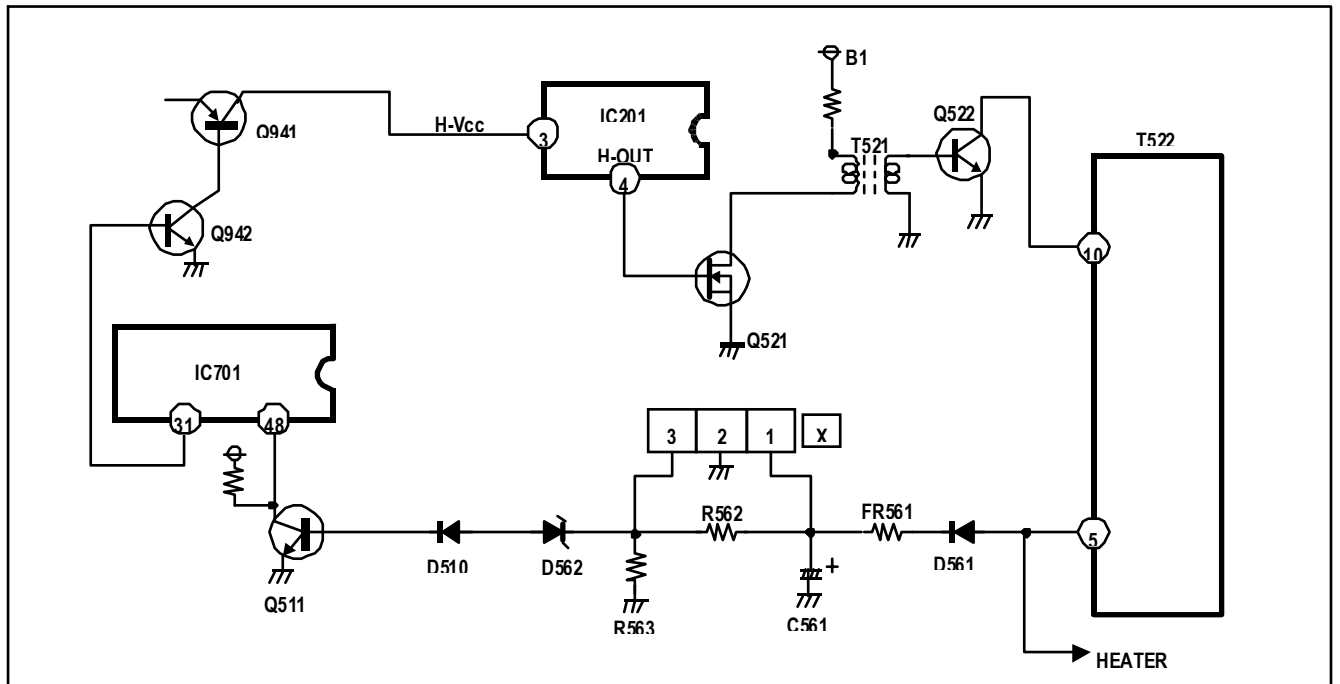 B1
Q941
H-Vcc
3
IC201
H-OUT
4
T521
Q522
T522
Q942
10
Q521
IC701
31
48
3 2 1 X
R562
FR561
5
D510
D562
D561
Q511
R563
C561
+
HEATER